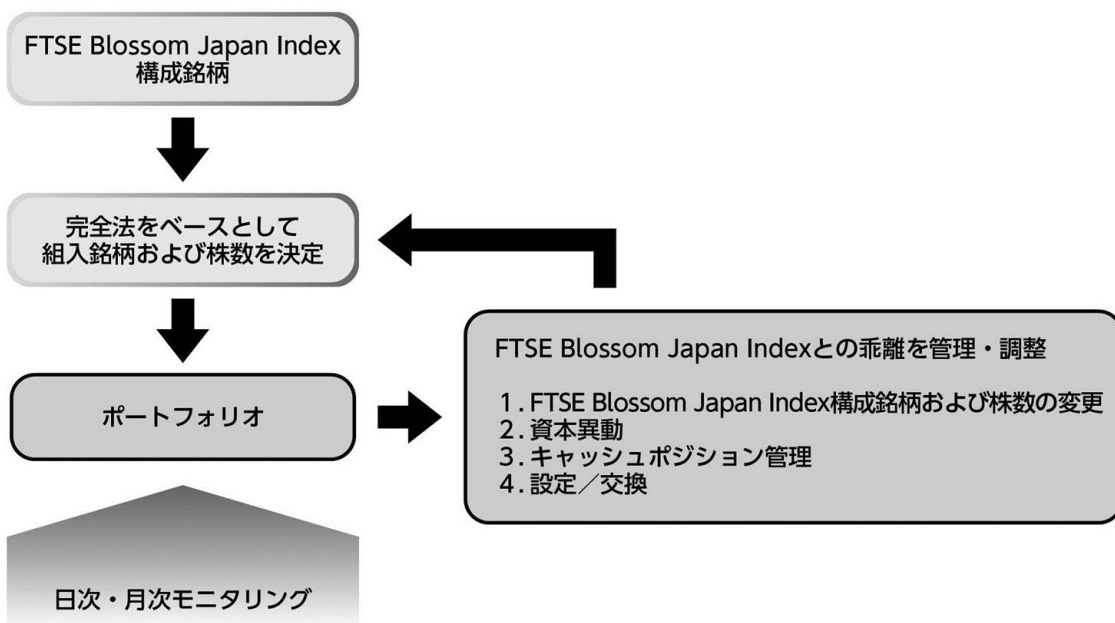 FTSE Blossom Japan Index
構成銘柄
完全法をベースとして
組入銘柄および株数を決定
ポートフォリオ
FTSE Blossom Japan Indexとの乖離を管理・調整
1.FTSE Blossom Japan Index構成銘柄および株数の変更
2.資本異動
3.キャッシュポジション管理
4.設定／交換
日次・月次モニタリング